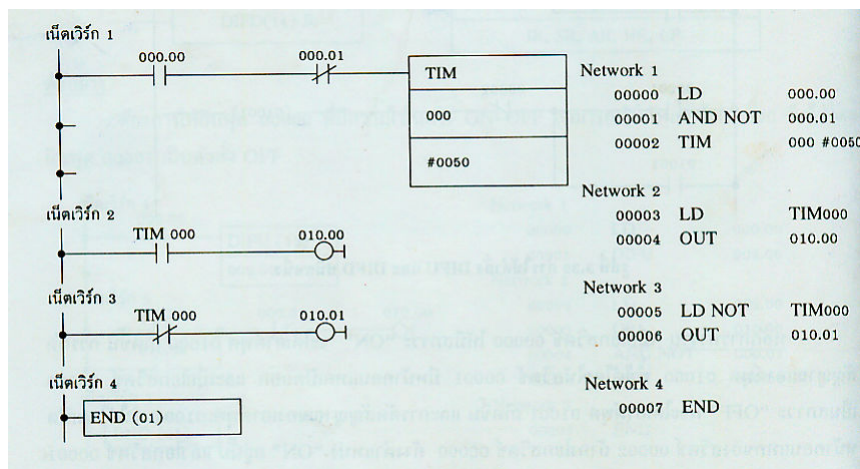 เน็ตเวิร์ก 1
000.00
000.01
TIM
000
#0050
เน็ตเวิร์ก 2
TIM 000
010.00
เน็ตเวิร์ก 3
TIM 000
010.01
เน็ตเวิร์ก 4
END (01)
Network 1
00000 LD 000.00
00001 AND NOT 000.01
00002 TIM 000 #0050
Network 2
00003 LD TIM000
00004 OUT 010.00
Network 3
00005 LD NOT TIM000
00006 OUT 010.01
Network 4
00007 END